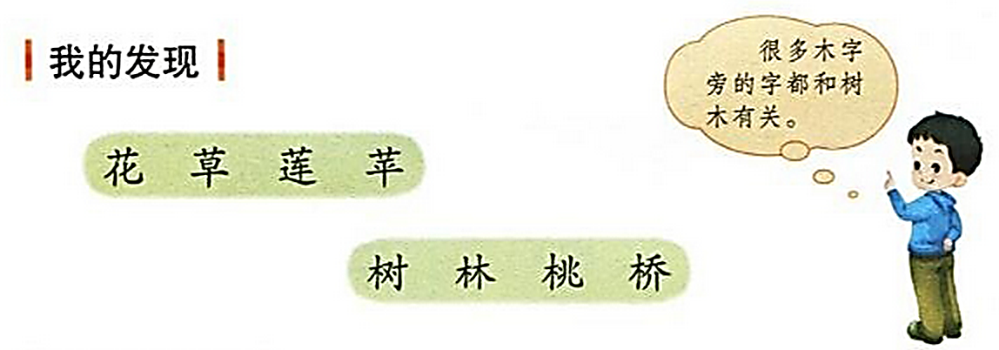 我的发现
很多木字
旁的字都和树
木有关。
花 草 莲 苹
树 林 桃 桥